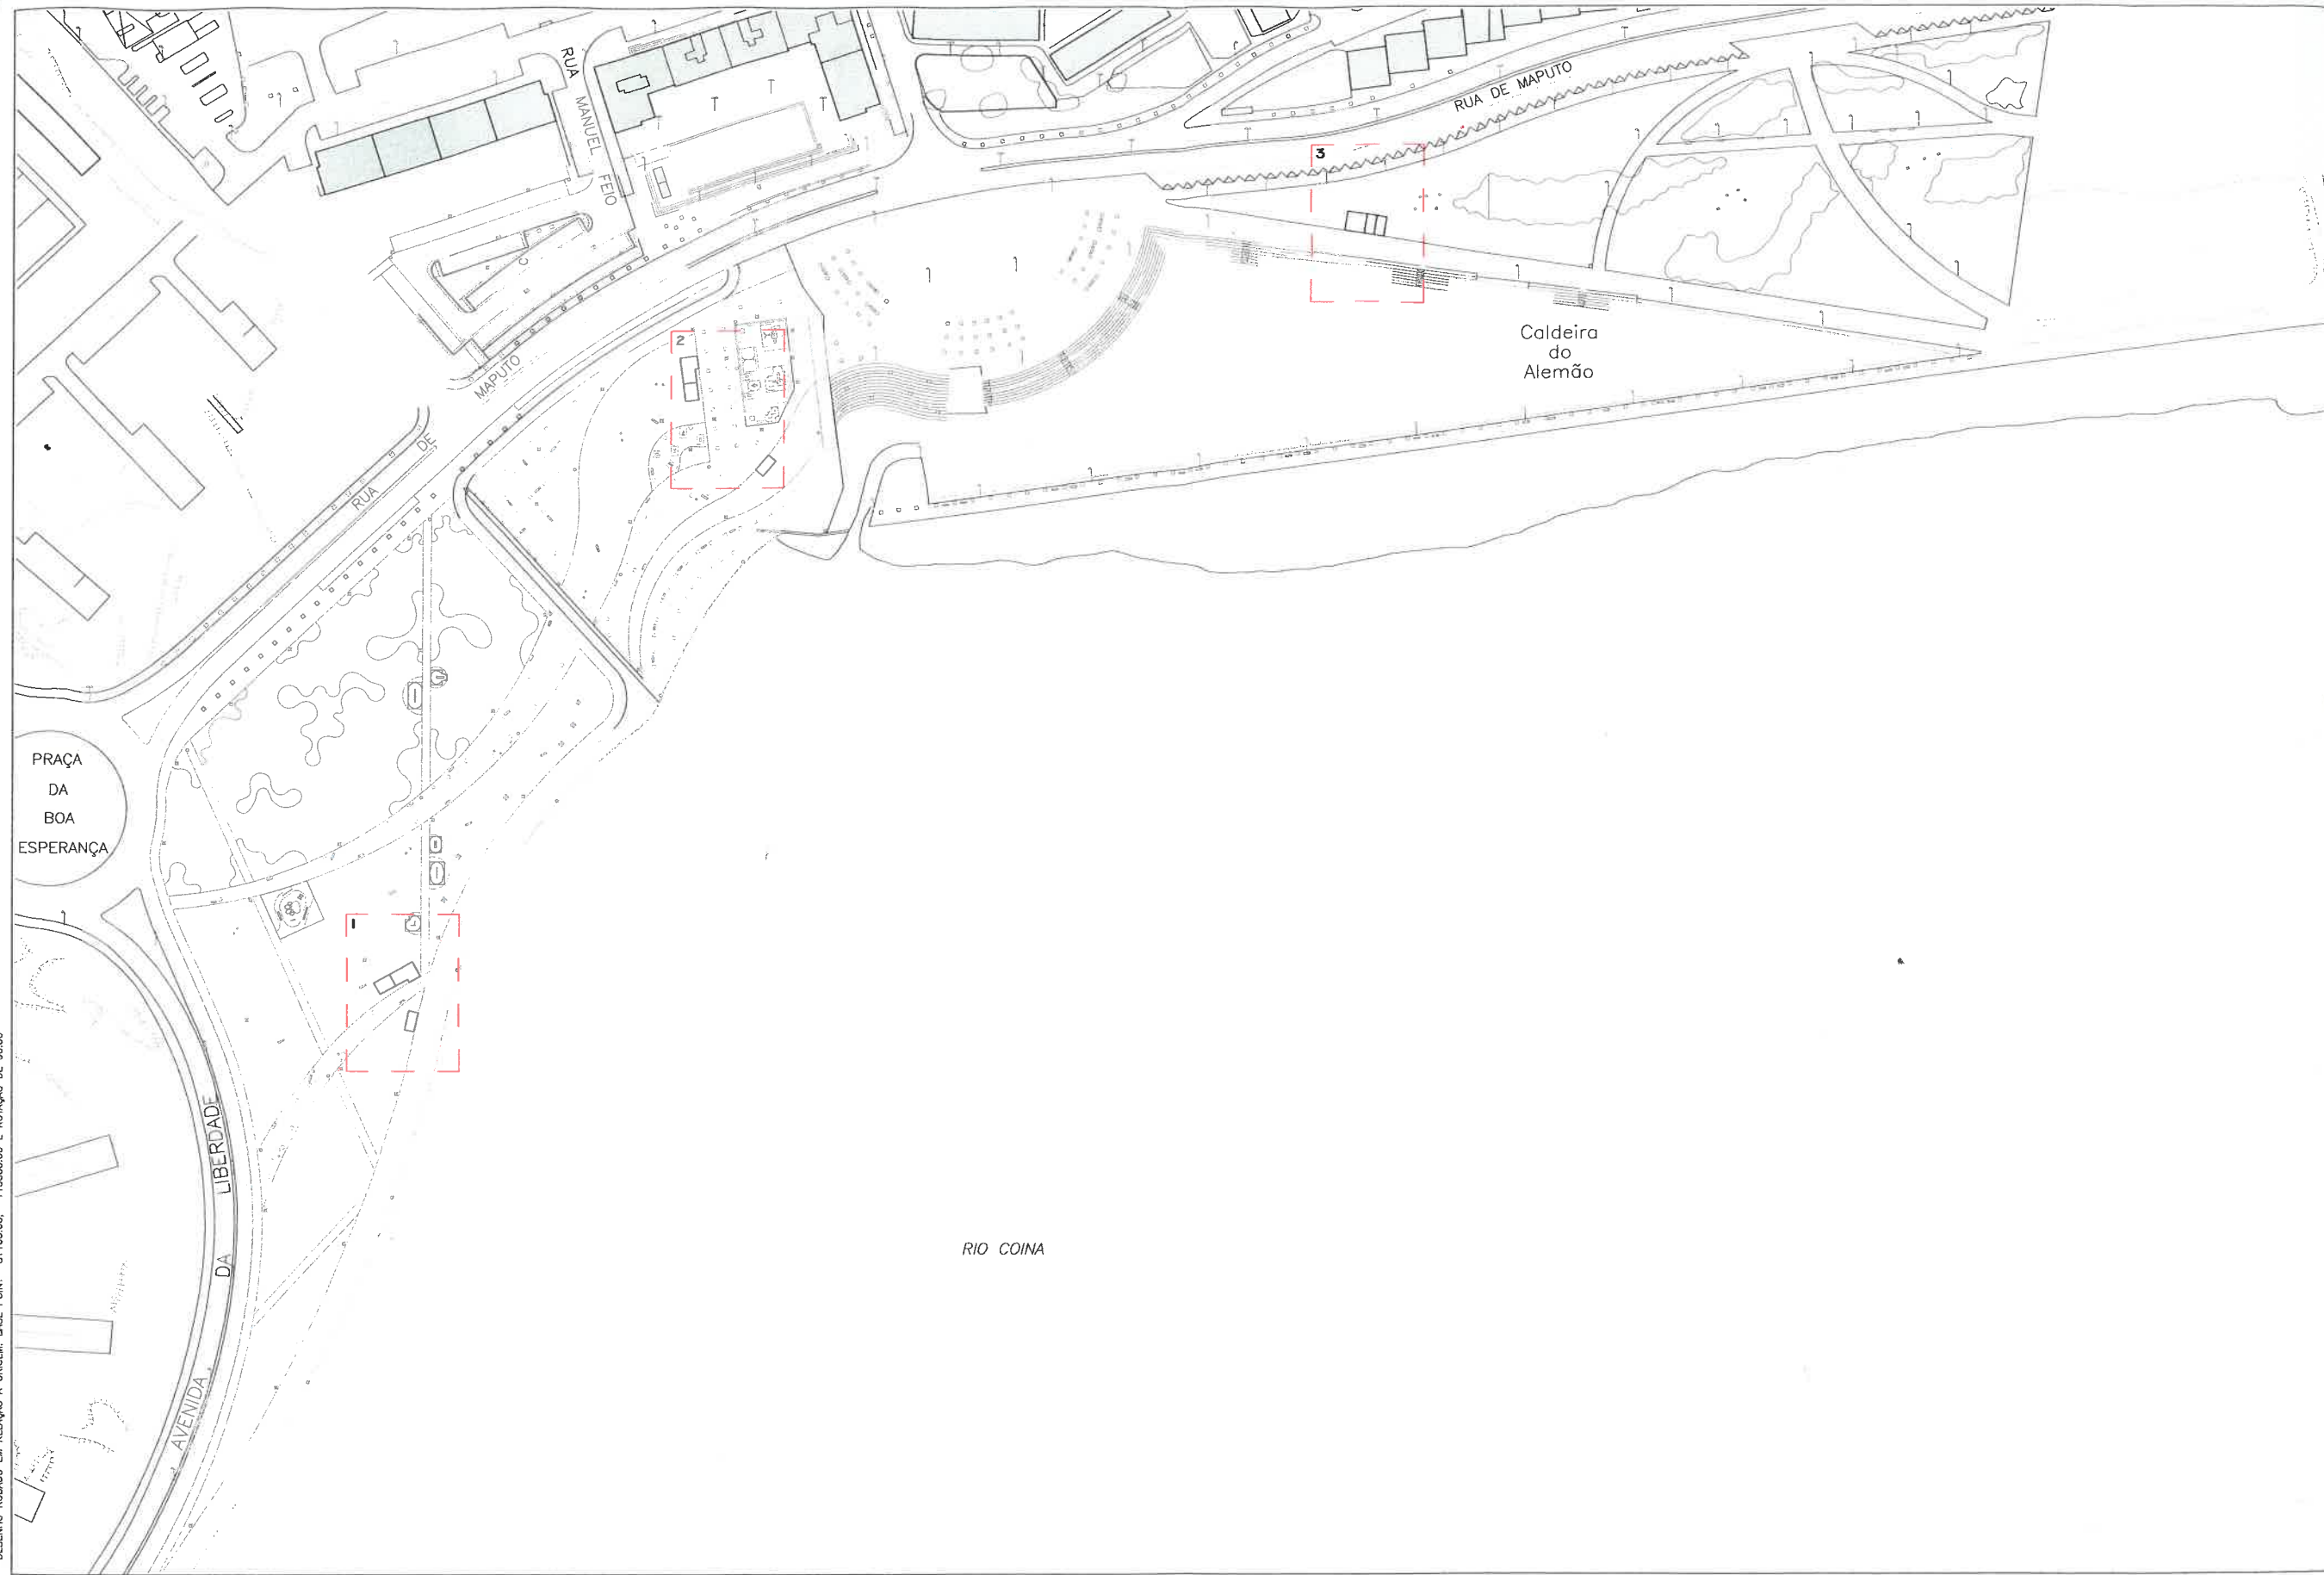 RUA
MANUEL
FEIO
RUA DE MAPUTO
3
2
Caldeira
do
Alemão
MAPUTO
DE
RUA
PRAÇA
DA
BOA
ESPERANÇA
1
LIBERDADE
DA
AVENIDA
RIO COINA